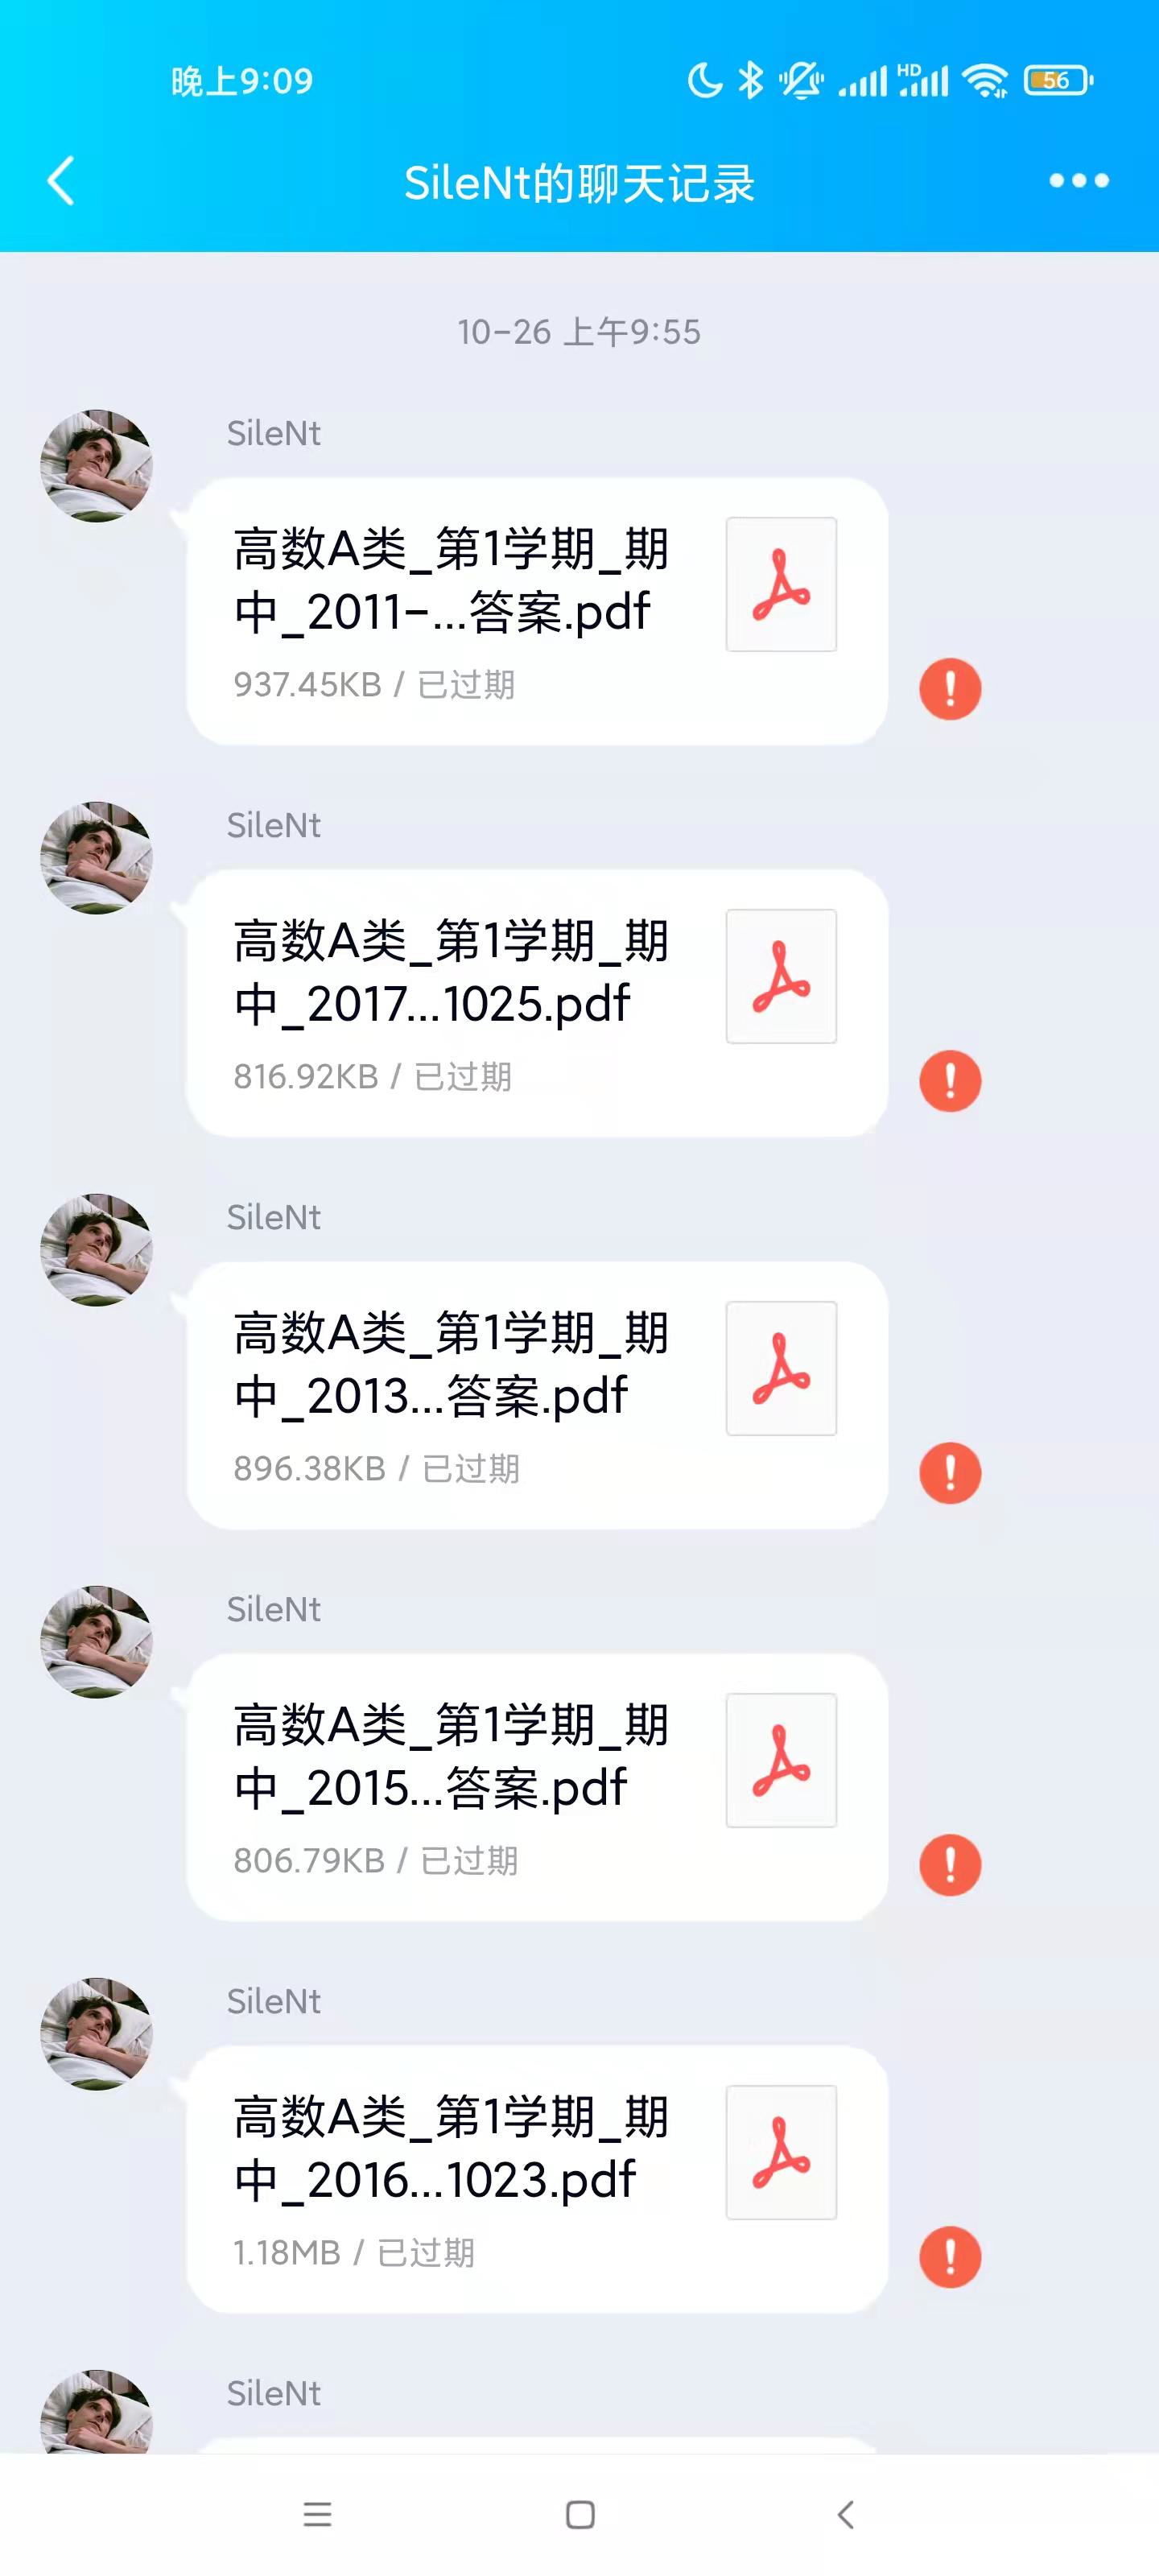 晚上9:09
HD
56
SileNt的聊天记录
10-26 上午9:55
SileNt
高数A类_第1学期_期
中_2011-...答案.pdf
937.45KB / 已过期
SileNt
高数A类_第1学期_期
中_2017...1025.pdf
816.92KB / 已过期
SileNt
高数A类_第1学期_期
中_2013...答案.pdf
896.38KB / 已过期
SileNt
高数A类_第1学期_期
中_2015...答案.pdf
806.79KB / 已过期
SileNt
高数A类_第1学期_期
中_2016...1023.pdf
1.18MB / 已过期
SileNt